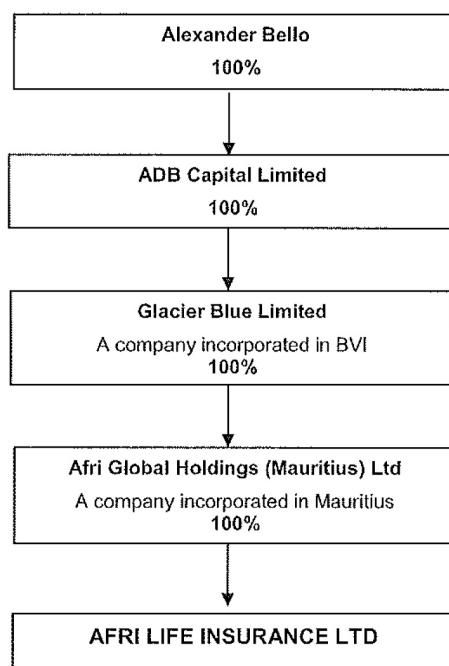 Alexander Bello
100%
ADB Capital Limited
100%
Glacier Blue Limited
A company incorporated in BVI
100%
Afri Global Holdings (Mauritius) Ltd
A company incorporated in Mauritius
100%
AFRI LIFE INSURANCE LTD